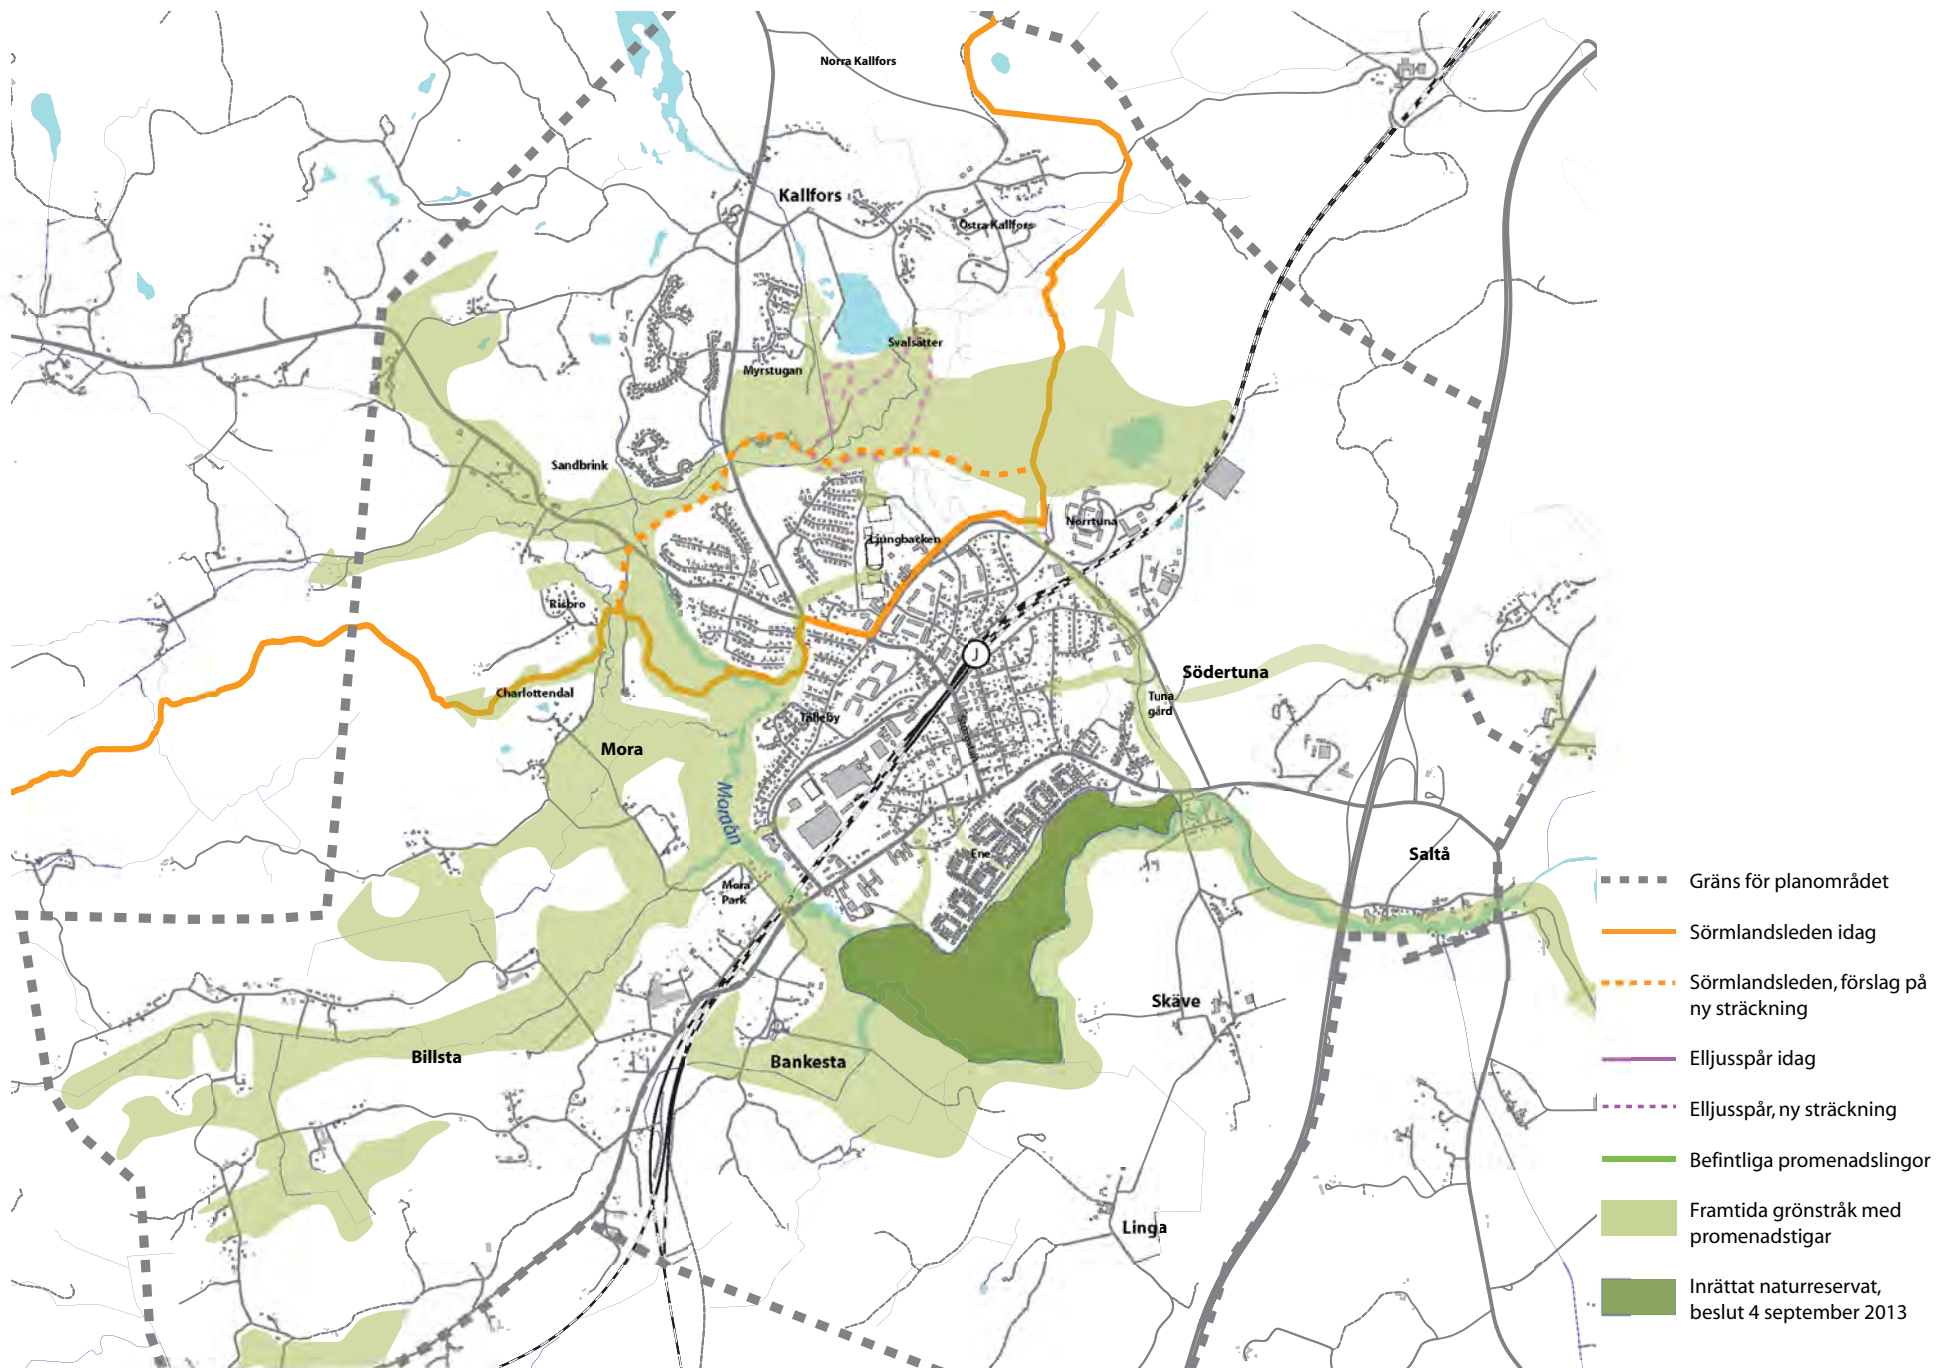 Norra Kallfors
Kallfors
Östra Kallfors
Svalsätter
Myrstugan
Sandbrink
Norrtuna
Ljungbacken
Risbro
J
Södertuna
Charlottendal
Tuna
gård
Tälleby
Mora
Moraån
Ene
Saltå
Mora
Park
Skäve
Billsta
Bankesta
Linga
Gräns för planområdet
Sörmlandsleden idag
Sörmlandsleden, förslag på
ny sträckning
Elljusspår idag
Elljusspår, ny sträckning
Befintliga promenadslingor
Framtida grönstråk med
promenadstigar
Inrättat naturreservat,
beslut 4 september 2013